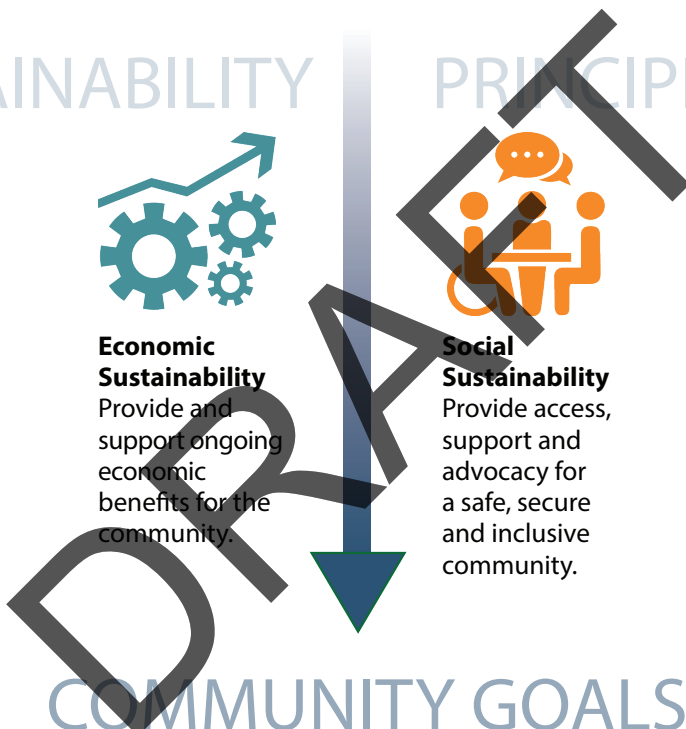 AINABILITY PRINCIPL
Economic
Sustainability
Provide and
support ongoing
economic
benefits for the
community.
Social
Sustainability
Provide access,
support and
advocacy for
a safe, secure
and inclusive
community.
DRAFT
COMMUNITY GOALS